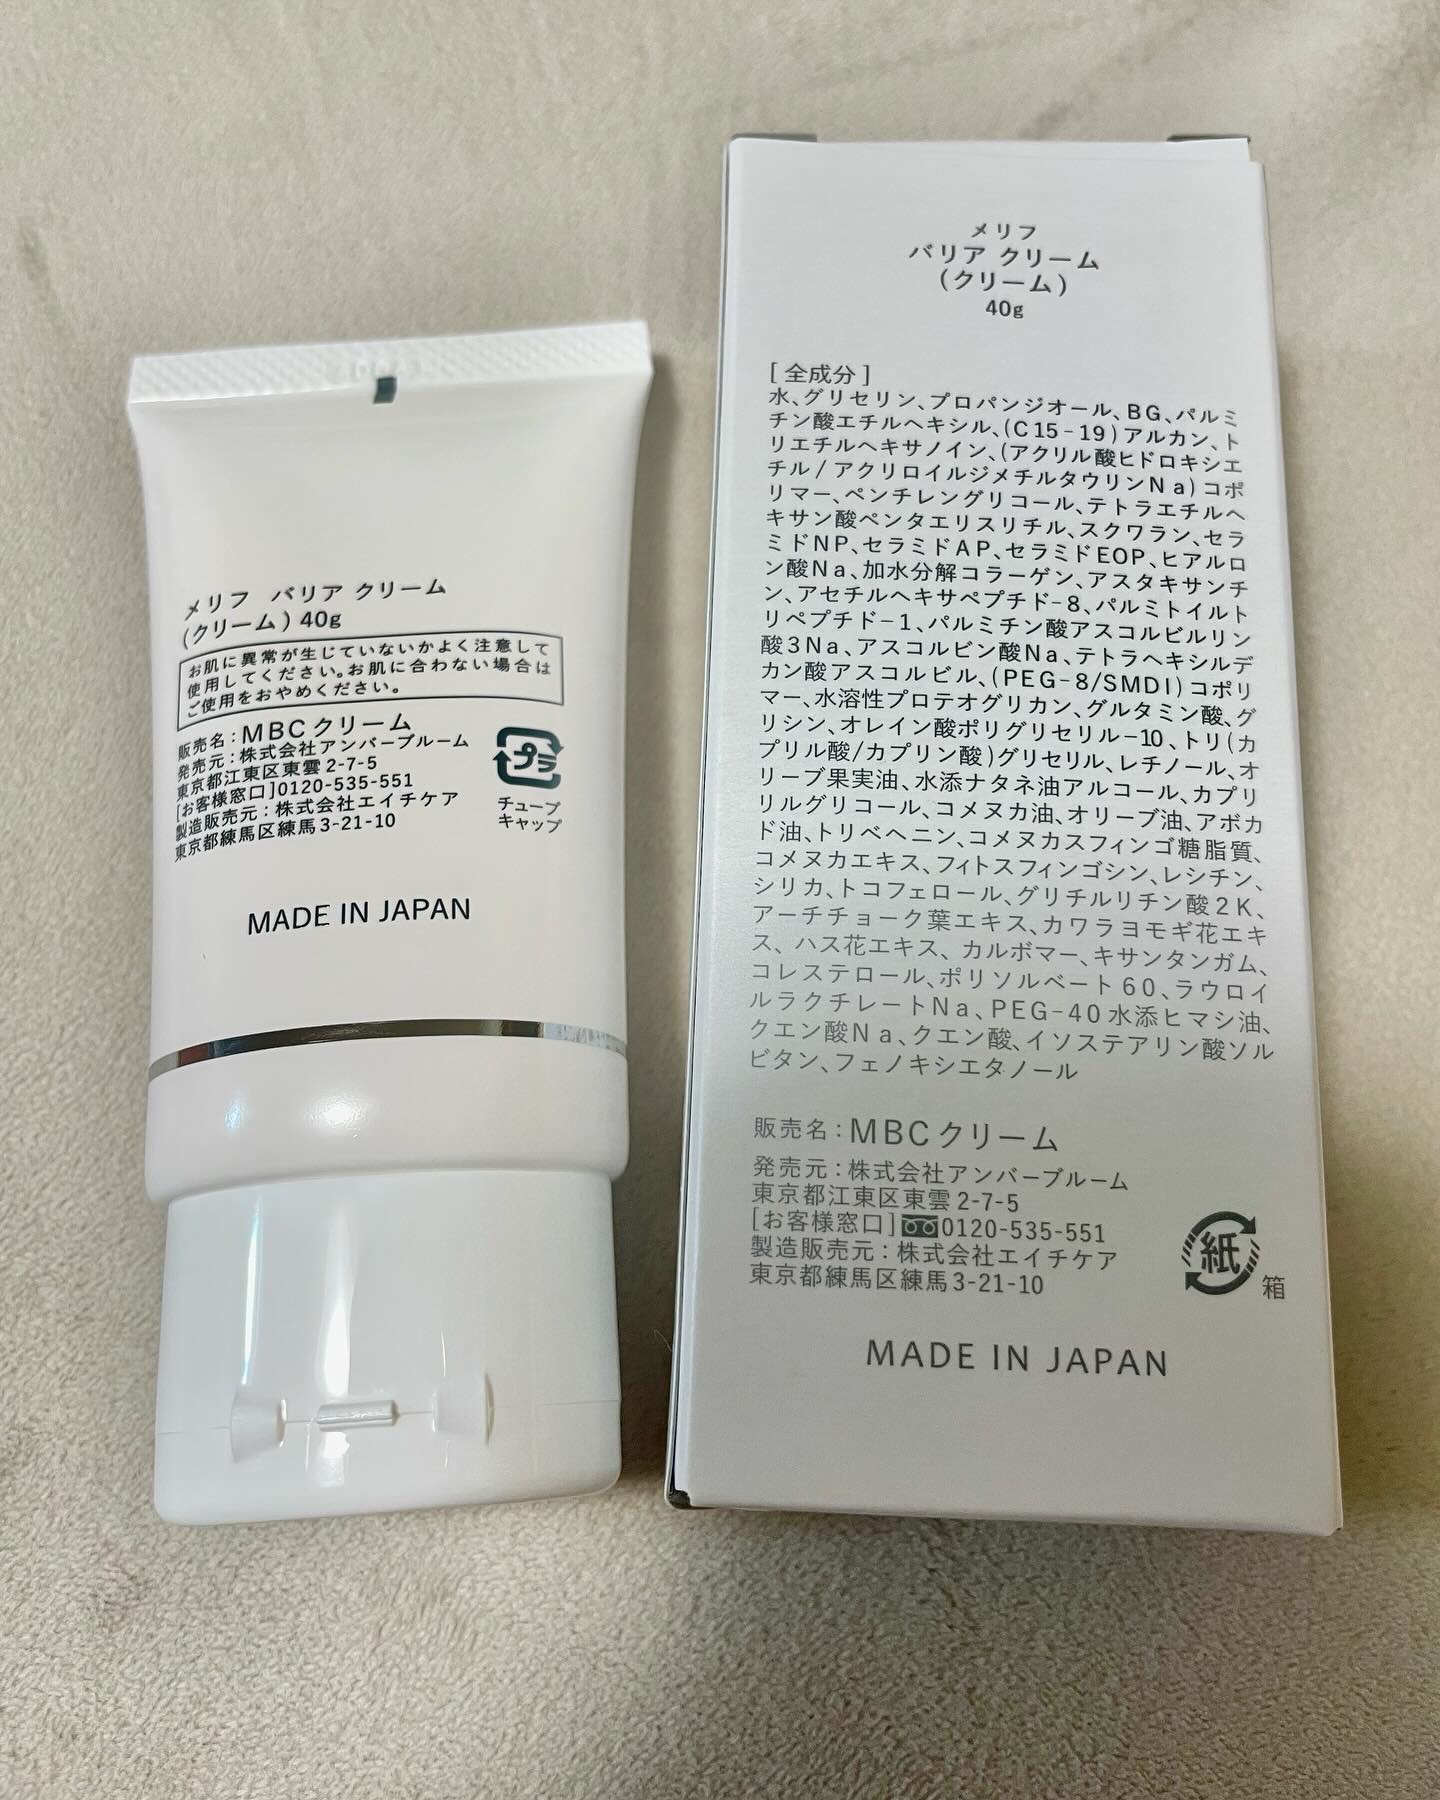 メリフ バリア クリーム
(クリーム) 40g
お肌に異常が生じていないかよく注意して
使用してください。お肌に合わない場合は
ご使用をおやめください。
販売名：MBCクリーム
発売元：株式会社アンバーブルーム
東京都江東区東雲2-7-5
[お客様窓口]0120-535-551
製造販売元：株式会社エイチケア
東京都練馬区練馬3-21-10
プラ
チューブ
キャップ
MADE IN JAPAN
メリフ
バリア クリーム
(クリーム)
40g
[全成分]
水、グリセリン、プロパンジオール、BG、パルミ
チン酸エチルヘキシル、(C15-19)アルカン、ト
リエチルヘキサノイン、(アクリル酸ヒドロキシエ
チル/アクリロイルジメチルタウリンNa)コポ
リマー、ペンチレングリコール、テトラエチルヘ
キサン酸ペンタエリスリチル、スクワラン、セラ
ミドNP、セラミドAP、セラミドEOP、ヒアルロ
ン酸Na、加水分解コラーゲン、アスタキサンチ
ン、アセチルヘキサペプチド-8、パルミトイルト
リペプチド-1、パルミチン酸アスコルビルリン
酸3Na、アスコルビン酸Na、テトラヘキシルデ
カン酸アスコルビル、(PEG-8/SMDI)コポリ
マー、水溶性プロテオグリカン、グルタミン酸、グ
リシン、オレイン酸ポリグリセリル-10、トリ(カ
プリル酸/カプリン酸)グリセリル、レチノール、オ
リーブ果実油、水添ナタネ油アルコール、カプリ
リルグリコール、コメヌカ油、オリーブ油、アボカ
ド油、トリベヘニン、コメヌカスフィンゴ糖脂質、
コメヌカエキス、フィトスフィンゴシン、レシチン、
シリカ、トコフェロール、グリチルリチン酸2K、
アーチチョーク葉エキス、カワラヨモギ花エキ
ス、ハス花エキス、カルボマー、キサンタンガム、
コレステロール、ポリソルベート60、ラウロイ
ルラクチレートNa、PEG-40水添ヒマシ油、
クエン酸Na、クエン酸、イソステアリン酸ソル
ビタン、フェノキシエタノール
販売名：MBCクリーム
発売元：株式会社アンバーブルーム
東京都江東区東雲2-7-5
[お客様窓口]0120-535-551
製造販売元：株式会社エイチケア
東京都練馬区練馬3-21-10
紙
箱
MADE IN JAPAN